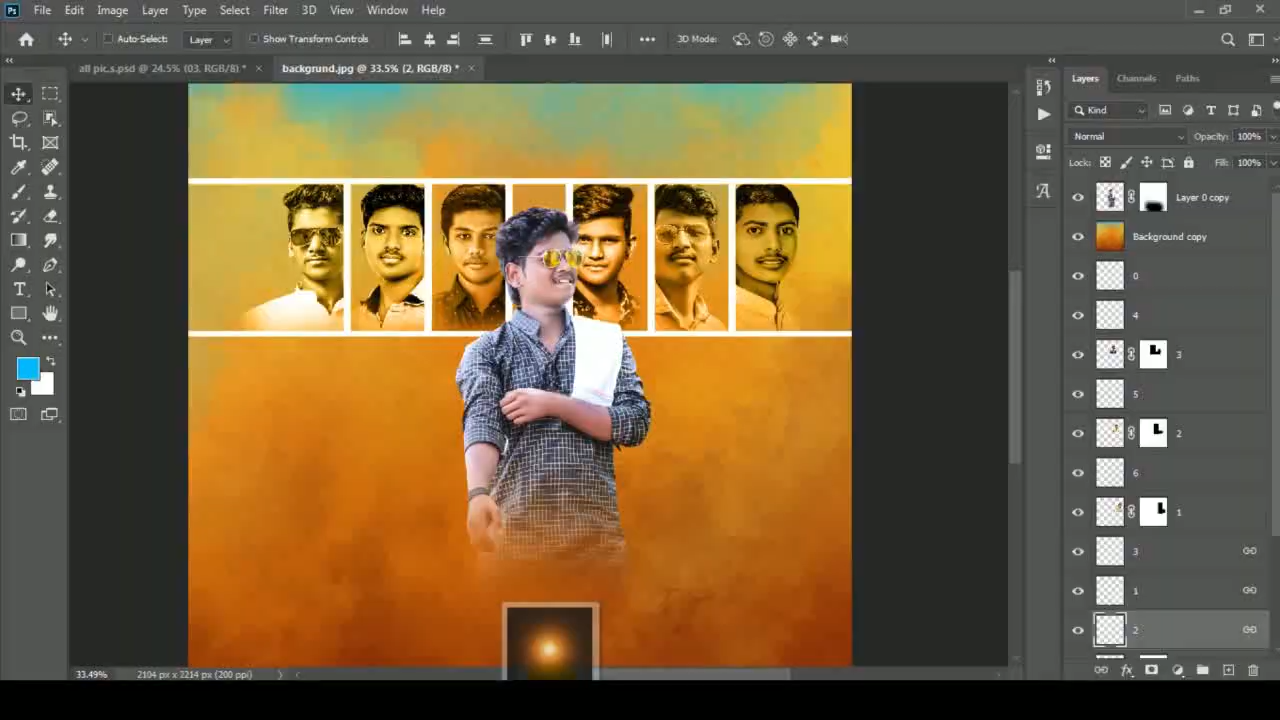 Ps File Edit Image Layer Type Select Filter 3D View Window Help
Auto-Select: Layer Show Transform Controls 3D Mode:
all pic.s.psd @ 24.5% (03, RGB/8) * × backgrund.jpg @ 33.5% (2, RGB/8) * ×
Layers Channels Paths
Kind
Normal Opacity: 100%
Lock: Fill: 100%
Layer 0 copy
Background copy
0
4
3
5
2
6
1
3
1
2
33.49% 2104 px x 2214 px (200 ppi)